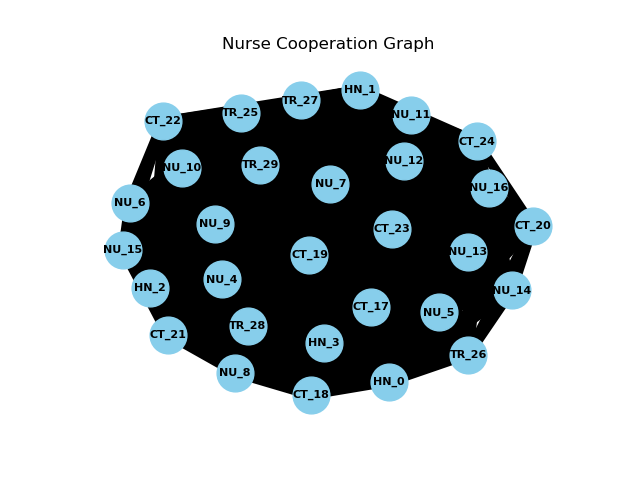 Nurse Cooperation Graph
HN_1
TR_27
TR_25
NU_11
CT_22
CT_24
NU_12
TR_29
NU_10
NU_7
NU_16
NU_6
NU_9
CT_20
CT_23
NU_15
NU_13
CT_19
NU_4
HN_2
NU_14
CT_17
NU_5
TR_28
CT_21
HN_3
TR_26
NU_8
HN_0
CT_18